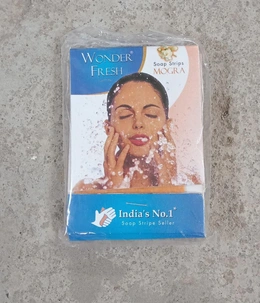 WONDER
FRESH
Soap Strips
MOGRA
India's No.1
Soap Strips Seller